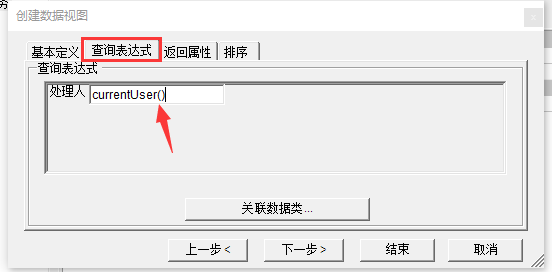 创建数据视图
基本定义 查询表达式 返回属性 排序
查询表达式
处理人 currentUser()
关联数据类...
上一步 < 下一步 > 结束 取消